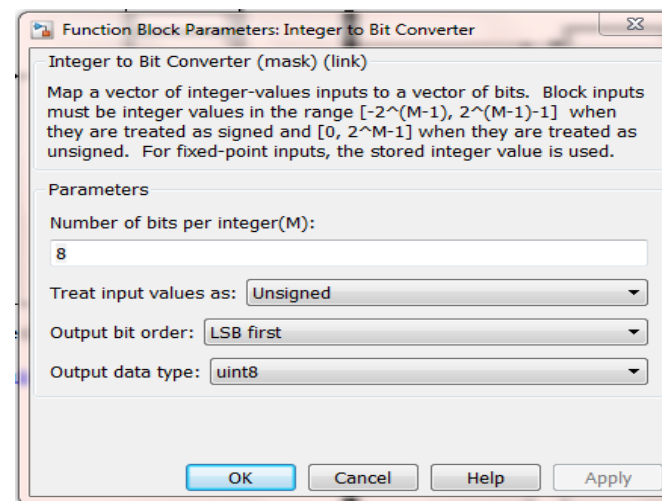 Function Block Parameters: Integer to Bit Converter
Integer to Bit Converter (mask) (link)
Map a vector of integer-values inputs to a vector of bits. Block inputs
must be integer values in the range [-2^(M-1), 2^(M-1)-1] when
they are treated as signed and [0, 2^M-1] when they are treated as
unsigned. For fixed-point inputs, the stored integer value is used.
Parameters
Number of bits per integer(M):
8
Treat input values as: Unsigned
Output bit order: LSB first
Output data type: uint8
OK Cancel Help Apply